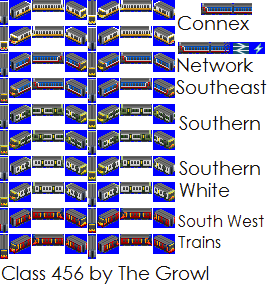 Connex
Network
Southeast
Southern
Southern
White
South West
Trains
Class 456 by The Growl